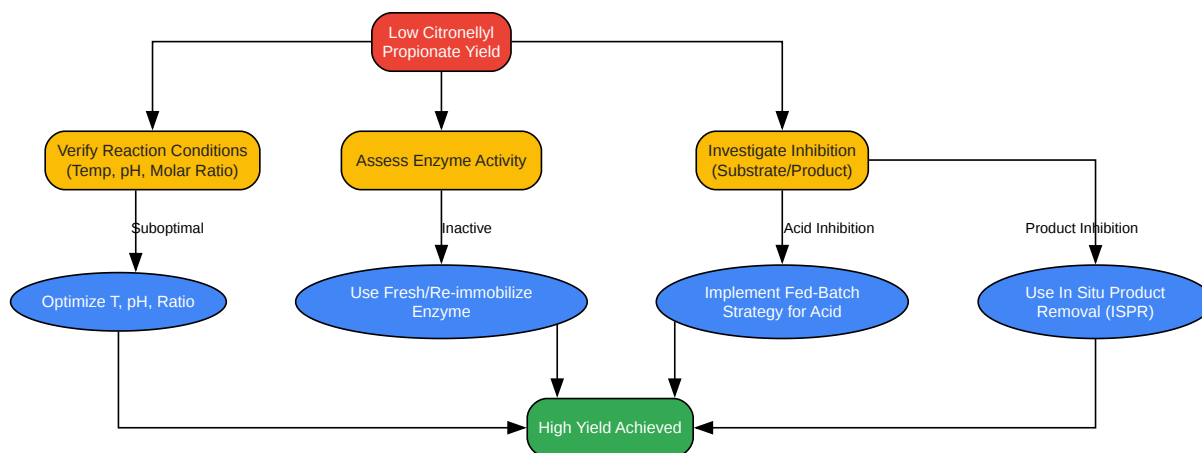 Low Citronellyl
Propionate Yield
Verify Reaction Conditions
(Temp, pH, Molar Ratio)
Assess Enzyme Activity
Investigate Inhibition
(Substrate/Product)
Suboptimal
Inactive
Acid Inhibition
Product Inhibition
Optimize T, pH, Ratio
Use Fresh/Re-immobilize
Enzyme
Implement Fed-Batch
Strategy for Acid
Use In Situ Product
Removal (ISPR)
High Yield Achieved